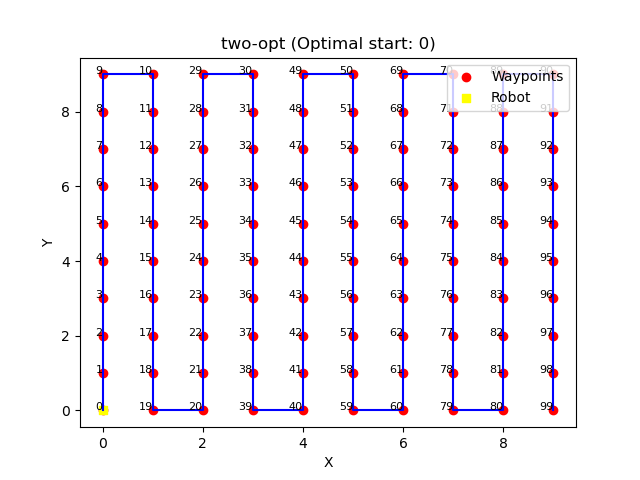 two-opt (Optimal start: 0)
9 10 29 30 49 50 69 70 89 90
Waypoints
Robot
8 8 11 28 31 48 51 68 71 88 91
7 12 27 32 47 52 67 72 87 92
6 6 13 26 33 46 53 66 73 86 93
5 14 25 34 45 54 65 74 85 94
4 4 15 24 35 44 55 64 75 84 95
3 16 23 36 43 56 63 76 83 96
2 2 17 22 37 42 57 62 77 82 97
1 18 21 38 41 58 61 78 81 98
0 0 19 20 39 40 59 60 79 80 99
0 2 4 6 8
X
Y